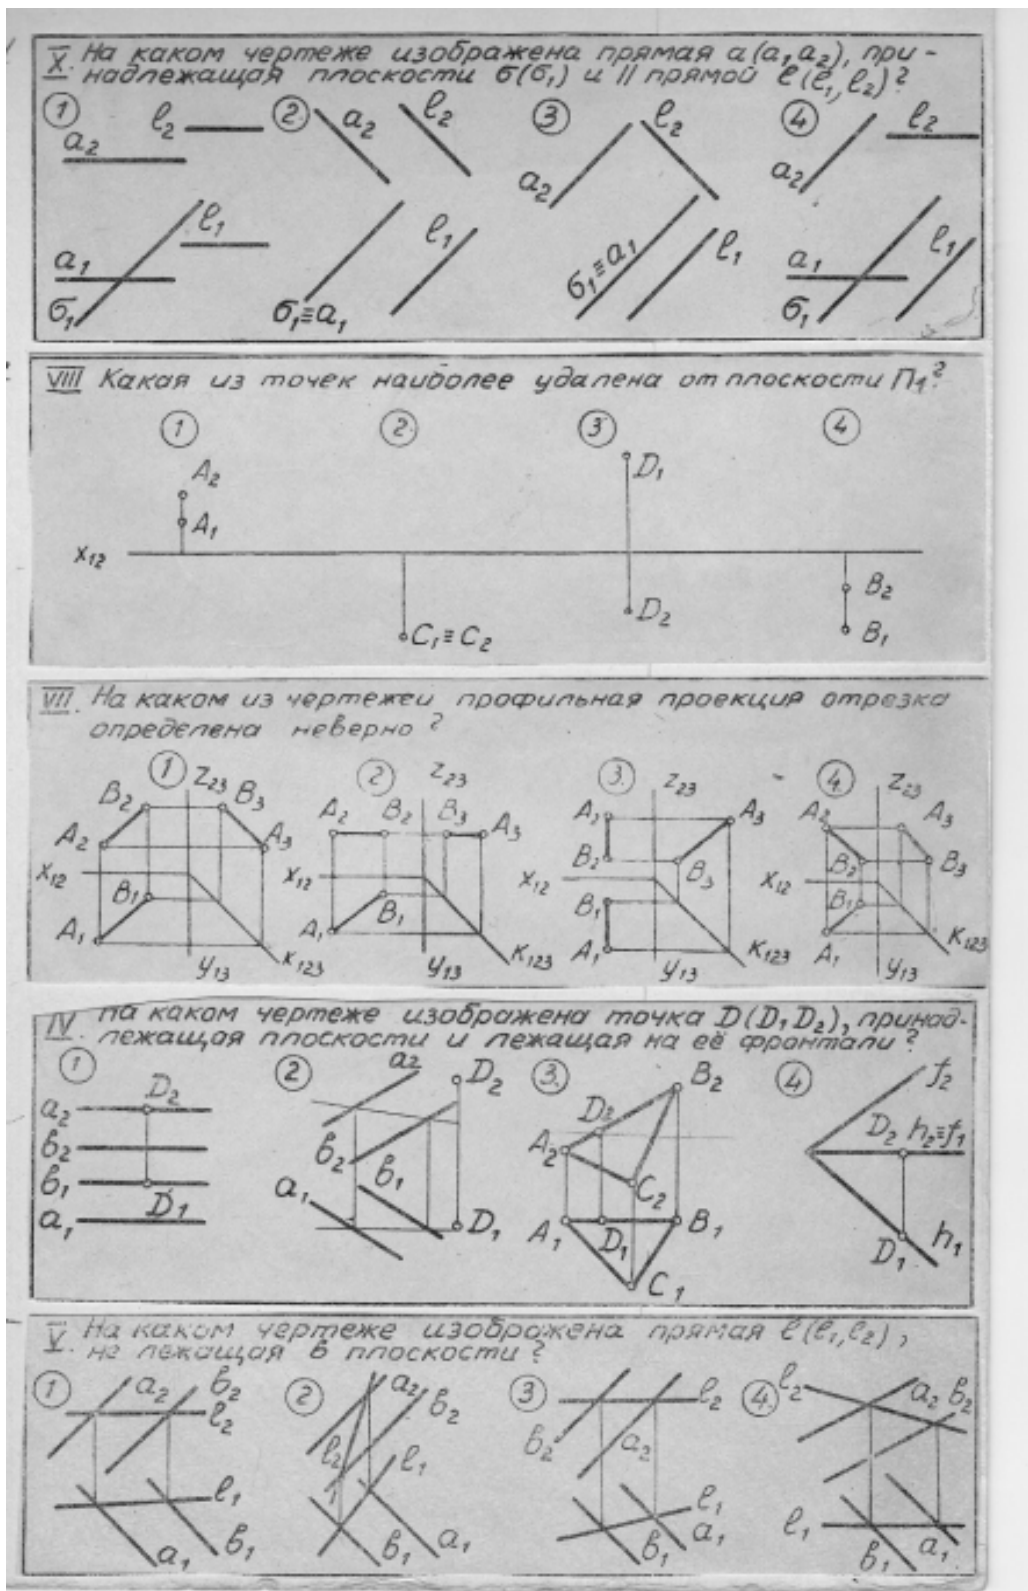 X. На каком чертеже изображена прямая a(a₁,a₂), при-
надлежащая плоскости σ(σ₁) и || прямой ℓ(ℓ₁,ℓ₂)?
1 2. 3 4
ℓ₂ a₂ ℓ₂ ℓ₂ ℓ₂
a₂ a₂ a₂
ℓ₁ ℓ₁ ℓ₁ ℓ₁
a₁ σ₁≡a₁ a₁
σ₁ σ₁≡a₁ σ₁
VIII Какая из точек наиболее удалена от плоскости П₁?
1 2 3 4
A₂ D₁
A₁
x₁₂
B₂
C₁≡C₂ D₂ B₁
VII. На каком из чертежей профильная проекция отрезка
определена неверно?
1 2 3. 4.
z₂₃ z₂₃ z₂₃ z₂₃
B₂ B₃ A₂ B₂ B₃ A₃ A₂ A₃ A₂ A₃
A₂ A₃ B₂ B₃ B₂ B₃
x₁₂ x₁₂ x₁₂ x₁₂
B₁ B₁ B₁ B₁
A₁ A₁ A₁ A₁
y₁₃ x₁₂₃ y₁₃ K₁₂₃ y₁₃ K₁₂₃ y₁₃ K₁₂₃
IV. На каком чертеже изображена точка D(D₁D₂), принад-
лежащая плоскости и лежащая на её фронтали?
1 2 3. 4
D₂ a₂ D₂ B₂ f₂
a₂ D₂ D₂ h₂≡f₁
b₂ b₂ A₂
b₁ b₁ C₂
D₁ a₁ D₁ A₁ D₁ B₁ D₁ h₁
a₁ C₁
V. На каком чертеже изображена прямая ℓ(ℓ₁,ℓ₂),
не лежащая в плоскости?
1 2 3 4.
a₂ b₂ a₂ b₂ ℓ₂ ℓ₂ a₂ b₂
ℓ₂ ℓ₂ b₂ a₂
ℓ₁ ℓ₁ ℓ₁ ℓ₁
a₁ b₁ b₁ a₁ b₁ a₁ b₁ a₁